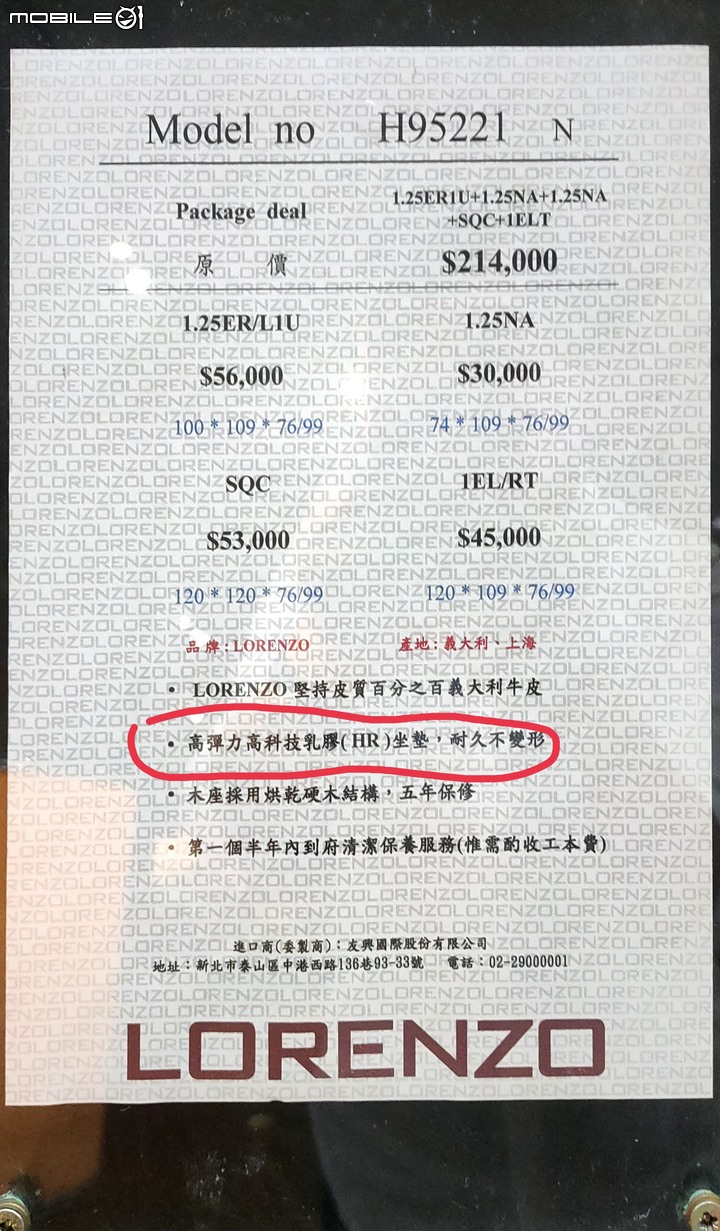 MOBILE01
Model no H95221 N
Package deal
1.25ER1U+1.25NA+1.25NA
+SQC+1ELT
原 價 $214,000
1.25ER/L1U 1.25NA
$56,000 $30,000
100 * 109 * 76/99 74 * 109 * 76/99
SQC 1EL/RT
$53,000 $45,000
120 * 120 * 76/99 120 * 109 * 76/99
品牌:LORENZO 產地:義大利、上海
• LORENZO 堅持皮質百分之百義大利牛皮
• 高彈力高科技乳膠(HR)坐墊,耐久不變形
• 木座採用烘乾硬木結構,五年保修
• 第一個半年內到府清潔保養服務(惟需酌收工本費)
進口商(委製商):友興國際股份有限公司
地址:新北市泰山區中港西路136巷93-33號 電話:02-29000001
LORENZO